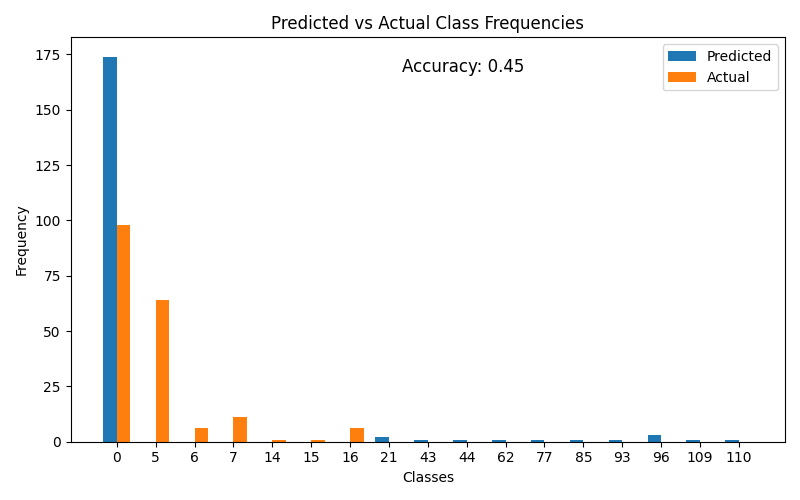 Predicted vs Actual Class Frequencies
Accuracy: 0.45
Predicted
Actual
175
150
125
100
75
50
25
0
Frequency
0 5 6 7 14 15 16 21 43 44 62 77 85 93 96 109 110
Classes